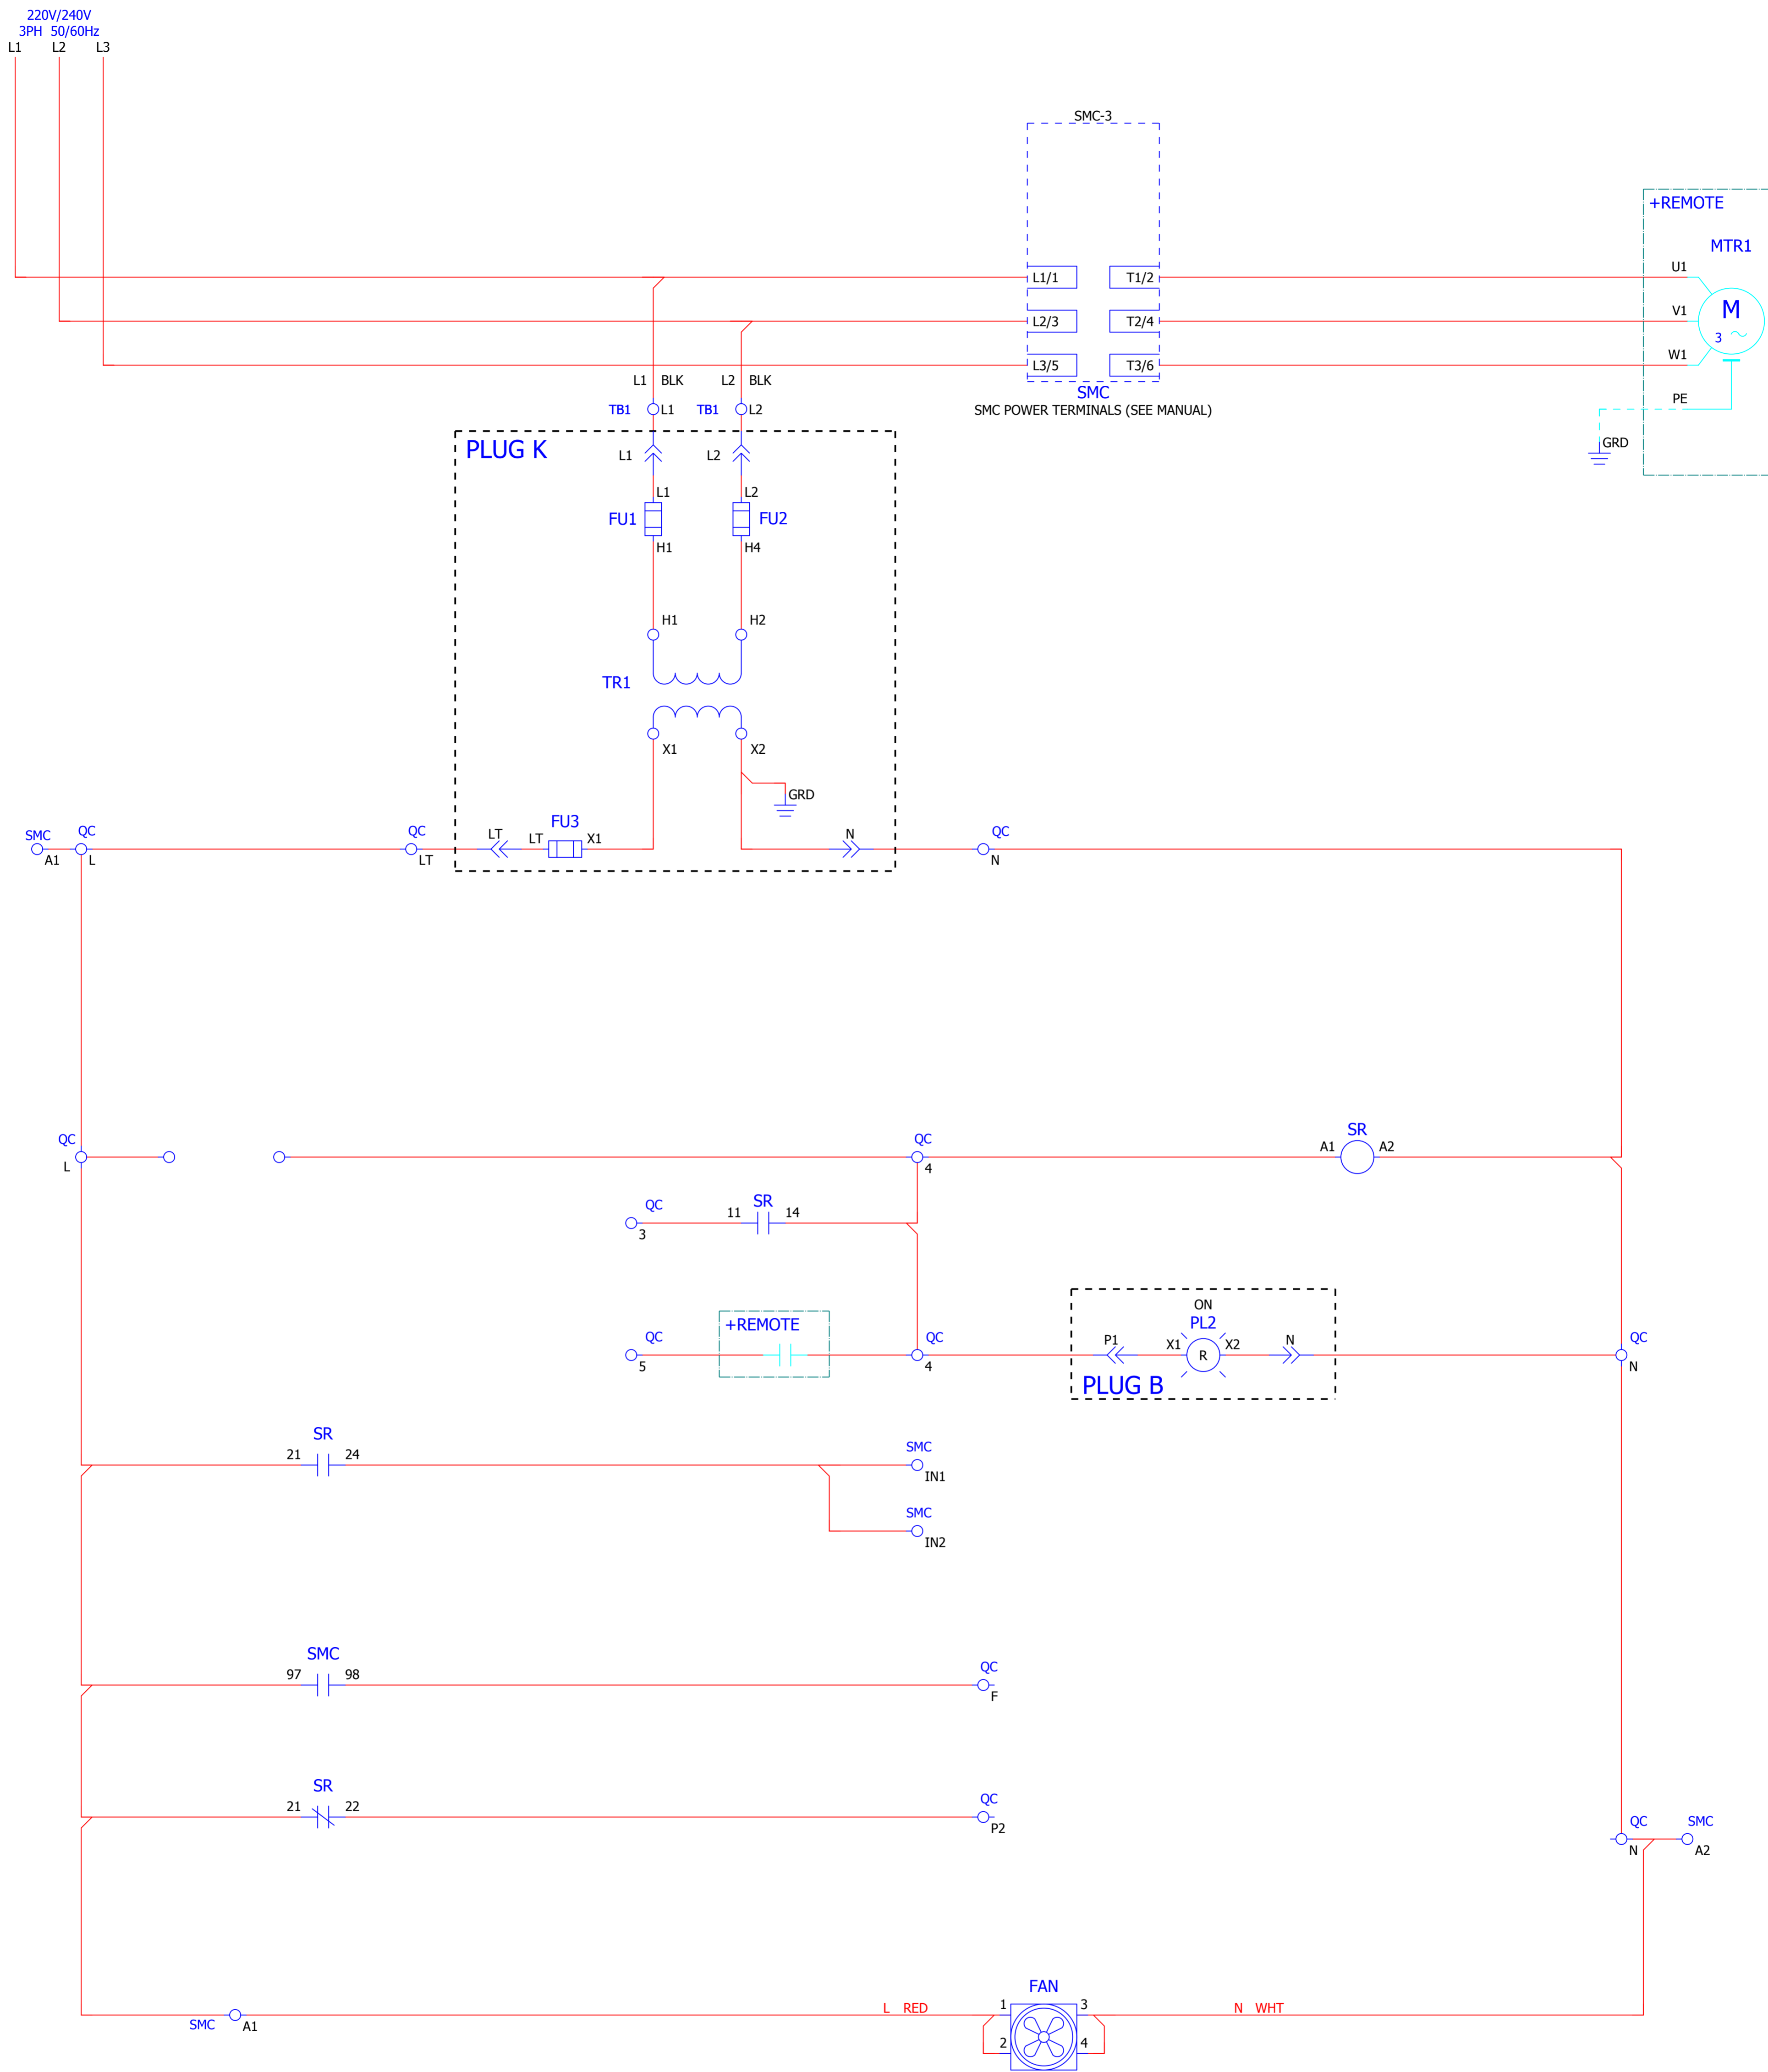 220V/240V
3PH 50/60Hz
L1 L2 L3
SMC-3
+REMOTE
MTR1
L1/1 T1/2 U1
L2/3 T2/4 V1 M
3
L3/5 T3/6 W1
L1 BLK L2 BLK
SMC
TB1 L1 TB1 L2
SMC POWER TERMINALS (SEE MANUAL)
PE
GRD
PLUG K
L1 L2
L1 L2
FU1 FU2
H1 H4
H1 H2
TR1
X1 X2
GRD
FU3
SMC QC QC LT LT X1 N QC
A1 L LT N
QC QC SR
A1 A2
L 4
QC 11 SR 14
3
ON
+REMOTE PL2
QC QC P1 X1 R X2 N QC
5 4 N
PLUG B
SR
21 24 SMC
IN1
SMC
IN2
SMC
97 98 QC
F
SR
21 22 QC
P2
QC SMC
N A2
FAN
L RED 1 3 N WHT
SMC A1
2 4